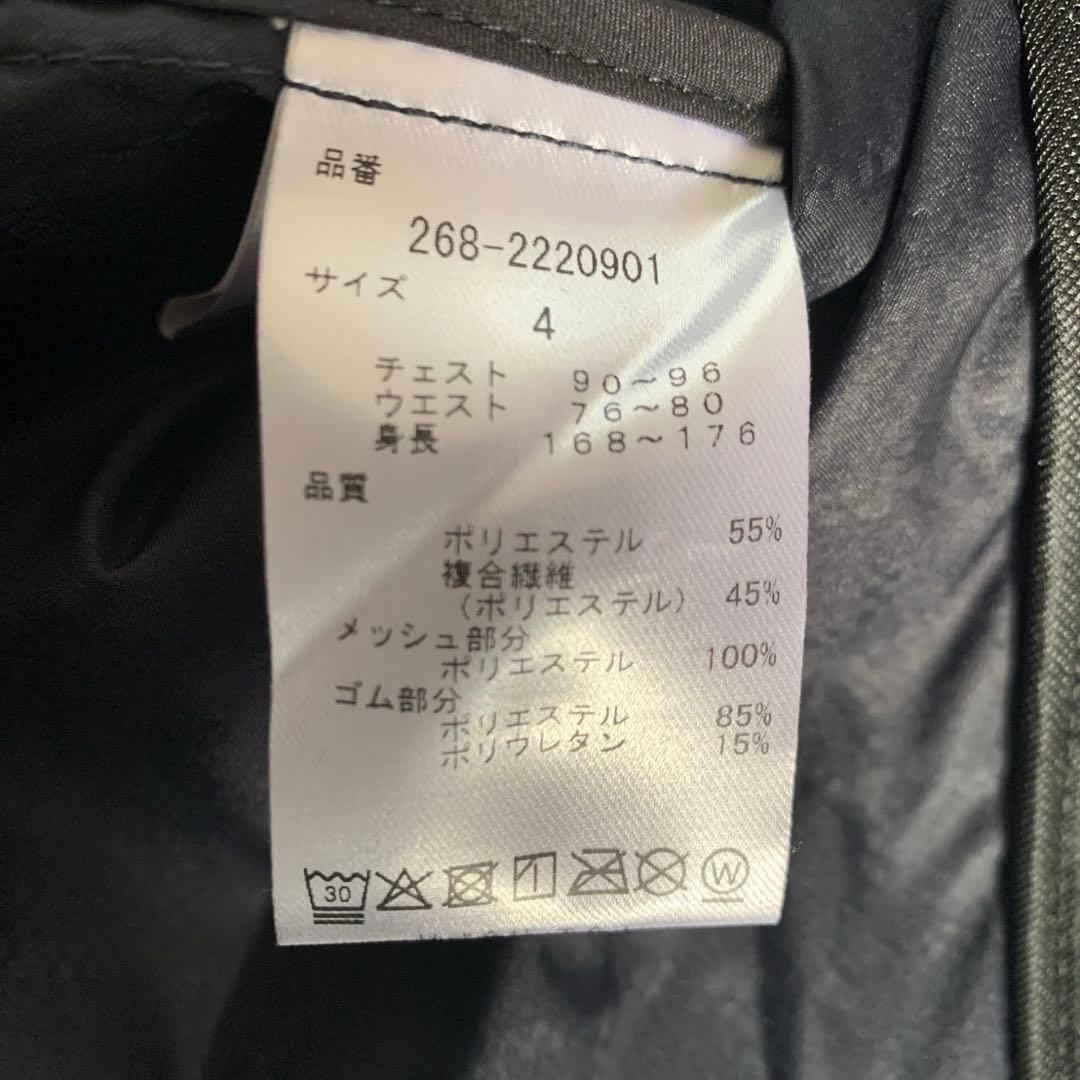 品番
268-2220901
サイズ
4
チェスト 90～96
ウエスト 76～80
身長 168～176
品質
ポリエステル 55%
複合繊維
(ポリエステル) 45%
メッシュ部分
ポリエステル 100%
ゴム部分
ポリエステル 85%
ポリウレタン 15%
30 W